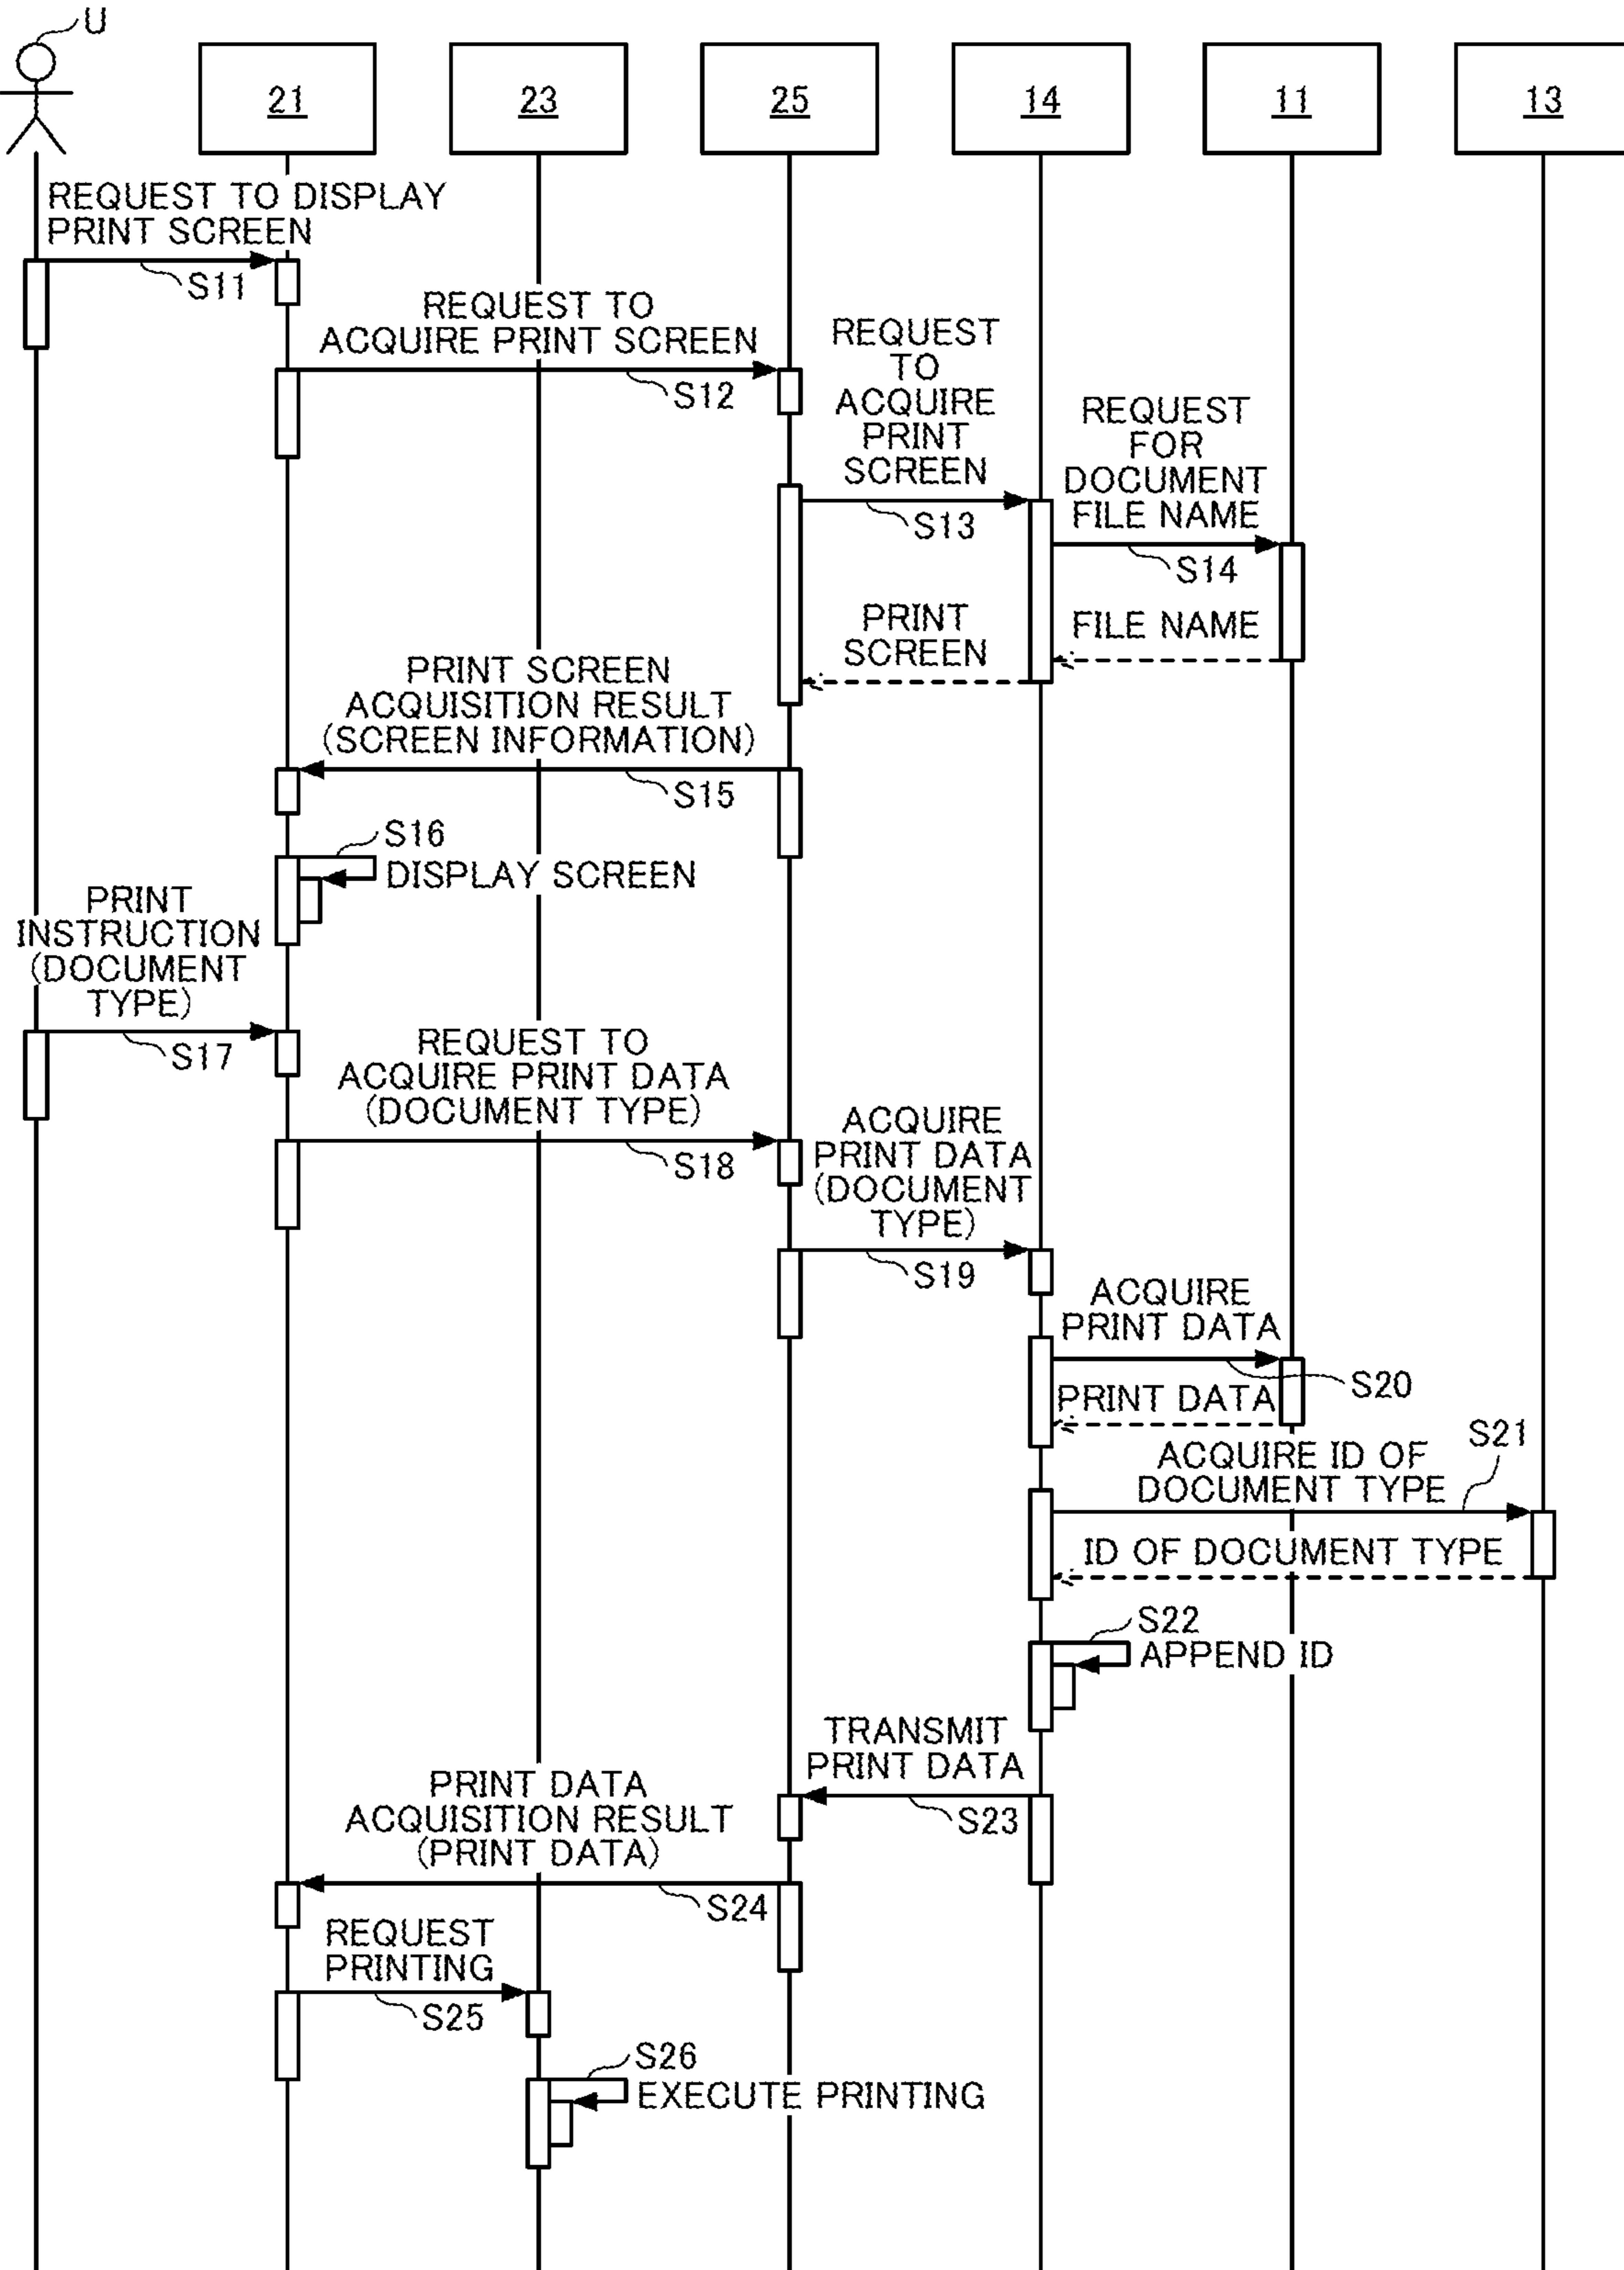 U
21
23
25
14
11
13
REQUEST TO DISPLAY
PRINT SCREEN
S11
REQUEST TO
ACQUIRE PRINT SCREEN
S12
REQUEST
TO
ACQUIRE
PRINT
SCREEN
S13
REQUEST
FOR
DOCUMENT
FILE NAME
S14
FILE NAME
PRINT
SCREEN
PRINT SCREEN
ACQUISITION RESULT
(SCREEN INFORMATION)
S15
S16
DISPLAY SCREEN
PRINT
INSTRUCTION
(DOCUMENT
TYPE)
S17
REQUEST TO
ACQUIRE PRINT DATA
(DOCUMENT TYPE)
S18
ACQUIRE
PRINT DATA
(DOCUMENT
TYPE)
S19
ACQUIRE
PRINT DATA
S20
PRINT DATA
S21
ACQUIRE ID OF
DOCUMENT TYPE
ID OF DOCUMENT TYPE
S22
APPEND ID
TRANSMIT
PRINT DATA
S23
PRINT DATA
ACQUISITION RESULT
(PRINT DATA)
S24
REQUEST
PRINTING
S25
S26
EXECUTE PRINTING